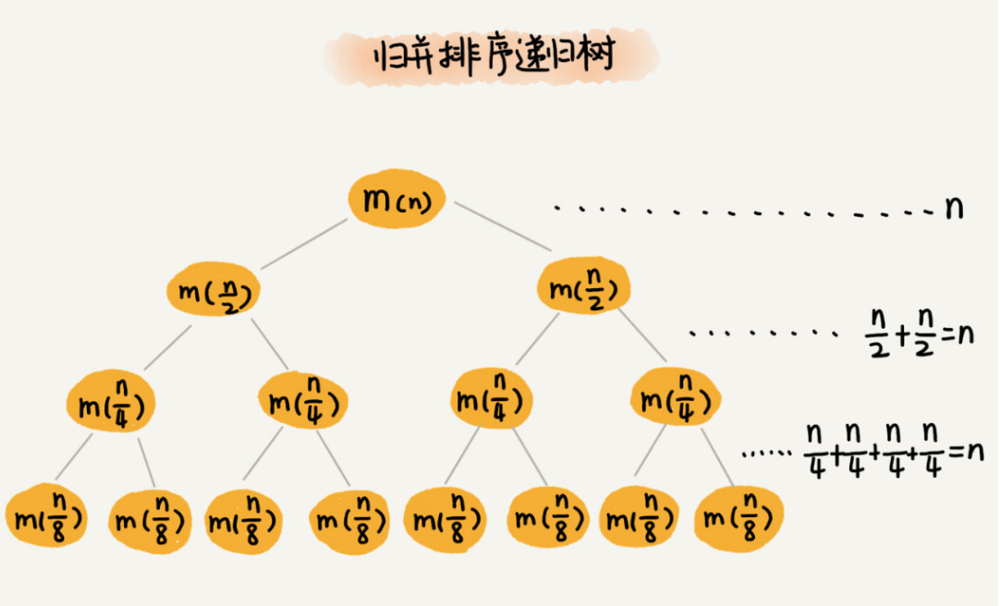 归并排序递归树
m(n) n
m(n/2) m(n/2)
n/2+n/2=n
m(n/4) m(n/4) m(n/4) m(n/4)
n/4+n/4+n/4+n/4=n
m(n/8) m(n/8) m(n/8) m(n/8) m(n/8) m(n/8) m(n/8) m(n/8)